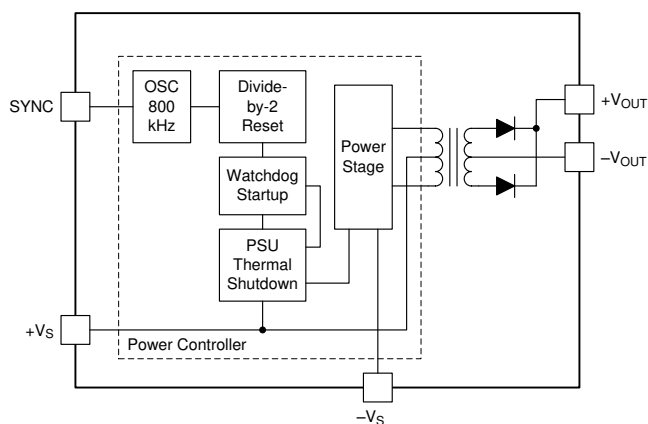 SYNC
OSC
800
kHz
Divide-
by-2
Reset
Watchdog
Startup
PSU
Thermal
Shutdown
Power
Stage
+VOUT
–VOUT
+VS
Power Controller
–VS